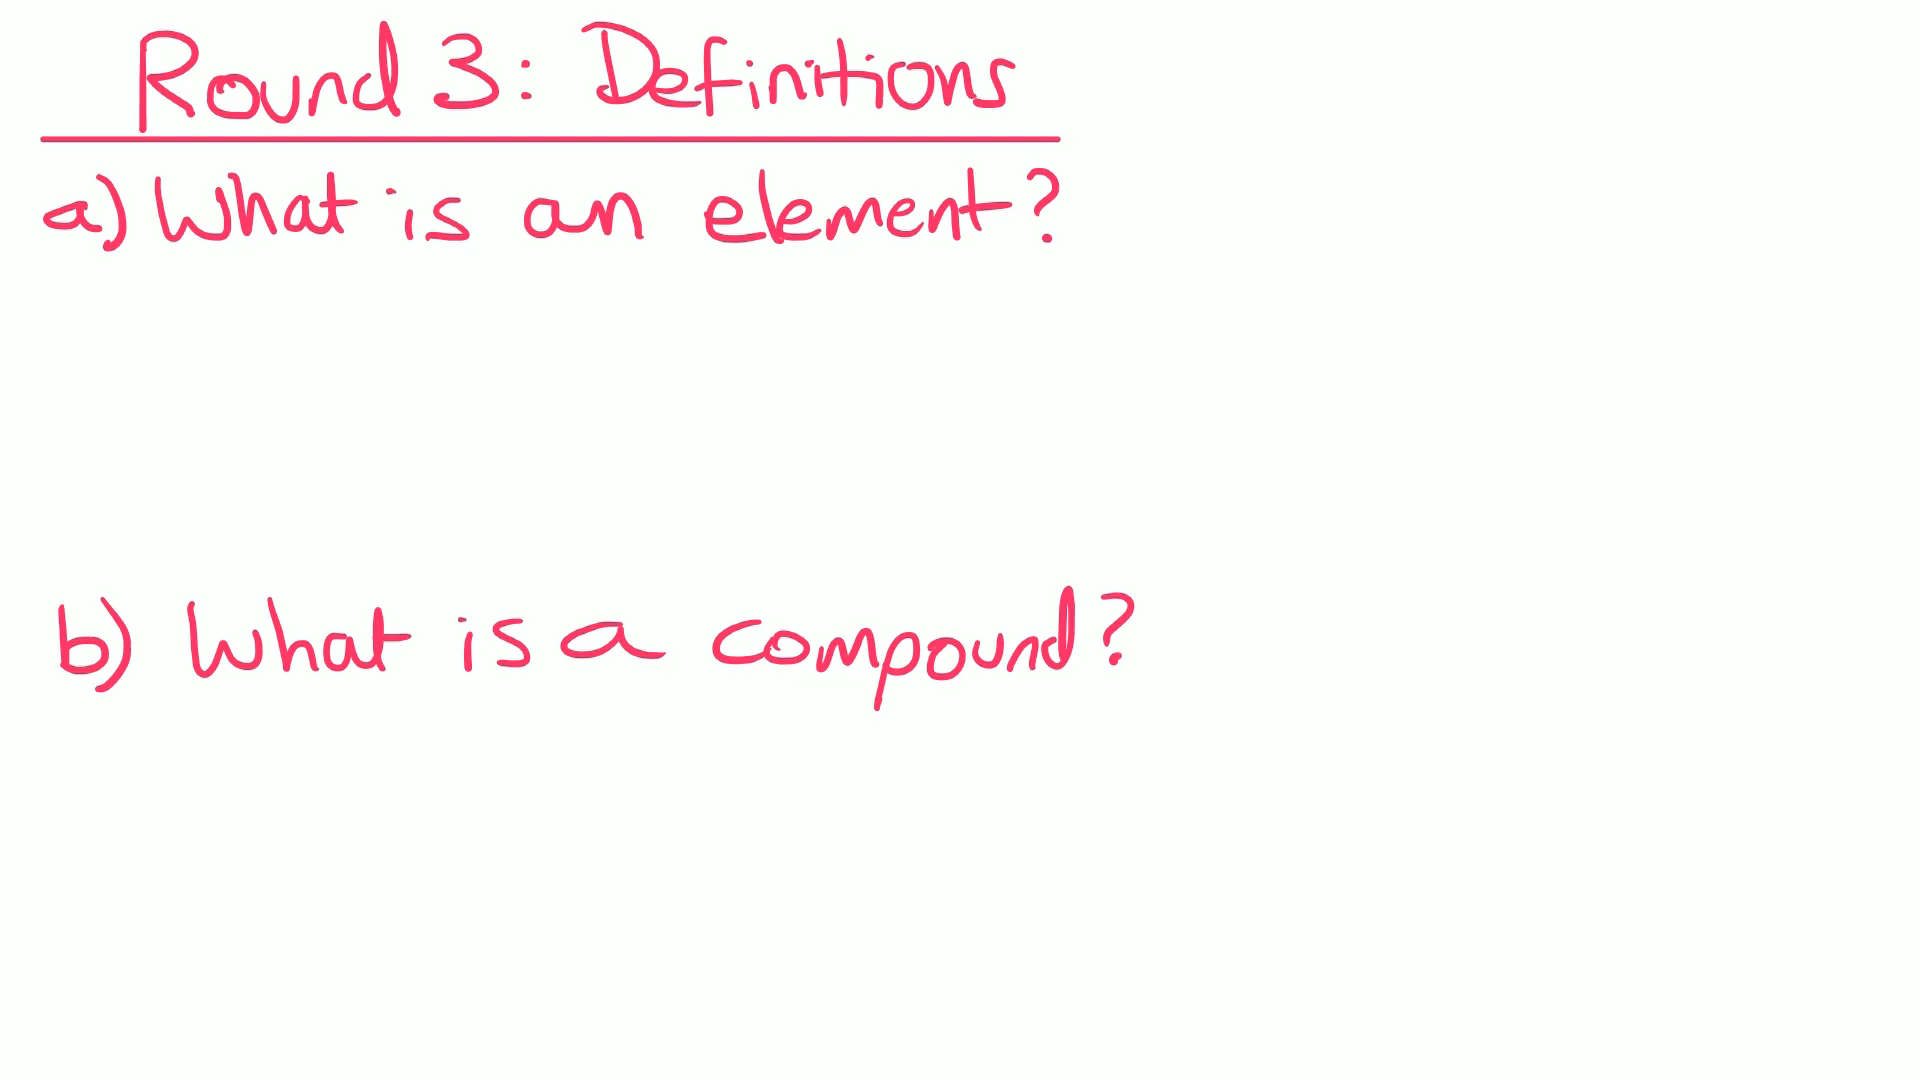 Round 3: Definitions
a) What is an element?
b) What is a compound?